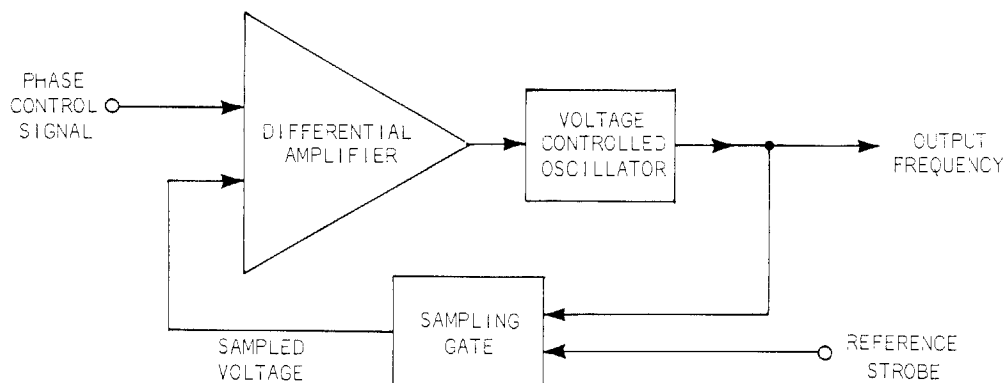 PHASE
CONTROL
SIGNAL
DIFFERENTIAL
AMPLIFIER
VOLTAGE
CONTROLLED
OSCILLATOR
OUTPUT
FREQUENCY
SAMPLING
GATE
SAMPLED
VOLTAGE
REFERENCE
STROBE